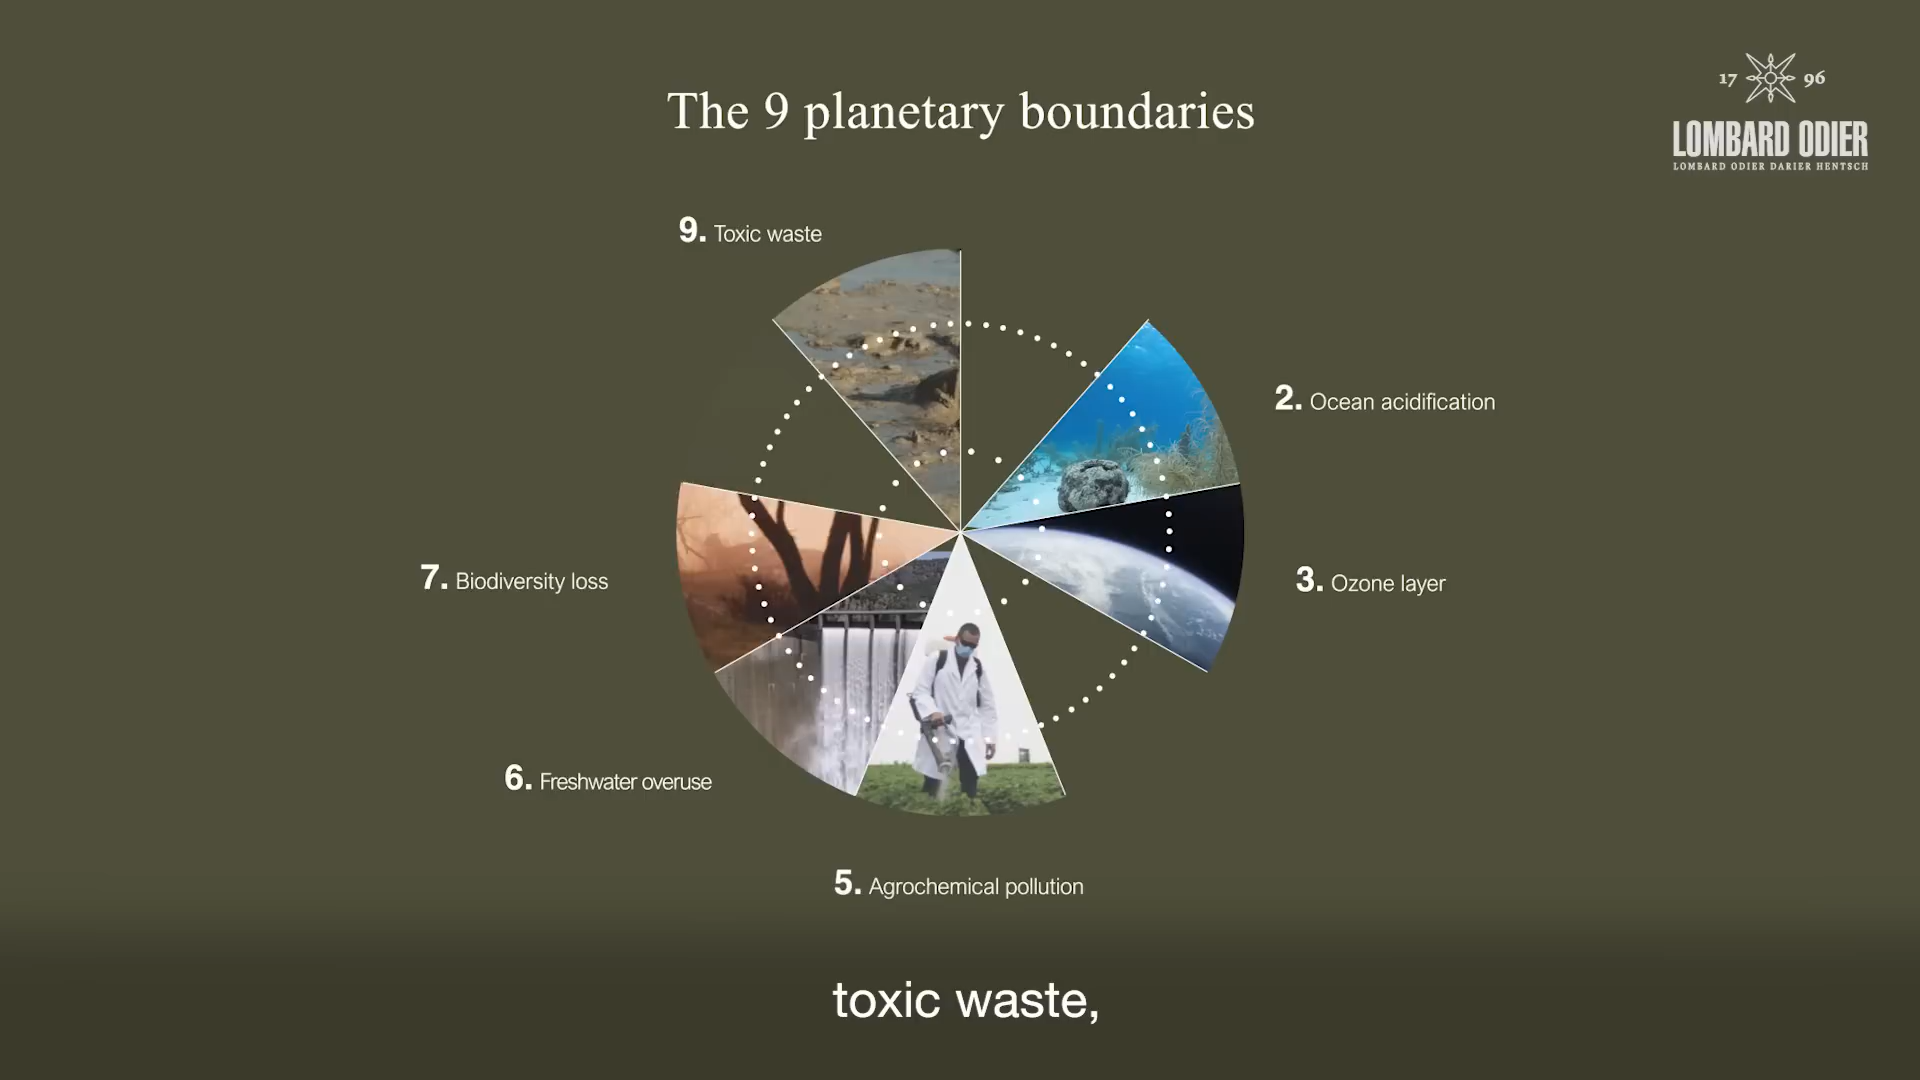 The 9 planetary boundaries
17 96
LOMBARD ODIER
LOMBARD ODIER DARIER HENTSCH
9. Toxic waste
2. Ocean acidification
3. Ozone layer
7. Biodiversity loss
6. Freshwater overuse
5. Agrochemical pollution
toxic waste,